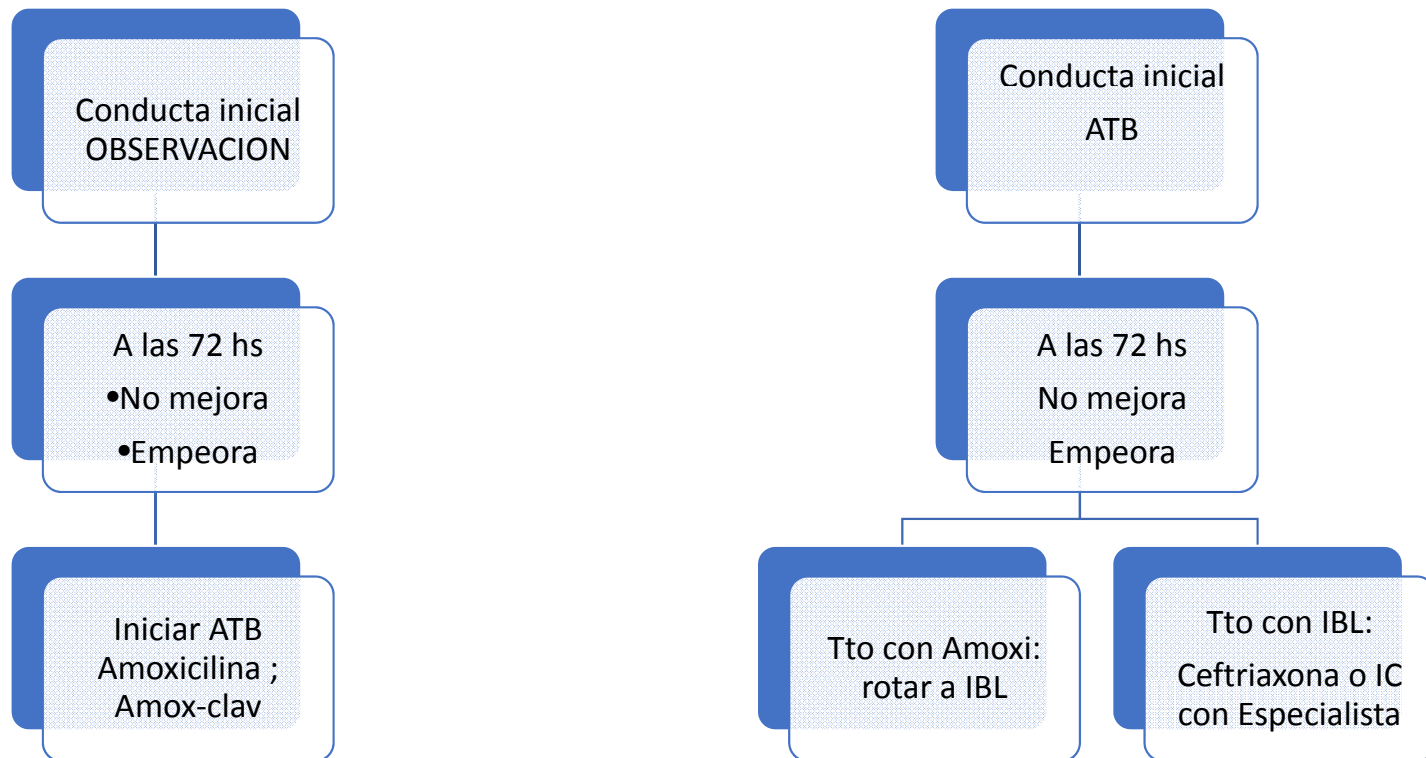 Conducta inicial
OBSERVACION
A las 72 hs
•No mejora
•Empeora
Iniciar ATB
Amoxicilina ;
Amox-clav
Conducta inicial
ATB
A las 72 hs
No mejora
Empeora
Tto con Amoxi:
rotar a IBL
Tto con IBL:
Ceftriaxona o IC
con Especialista